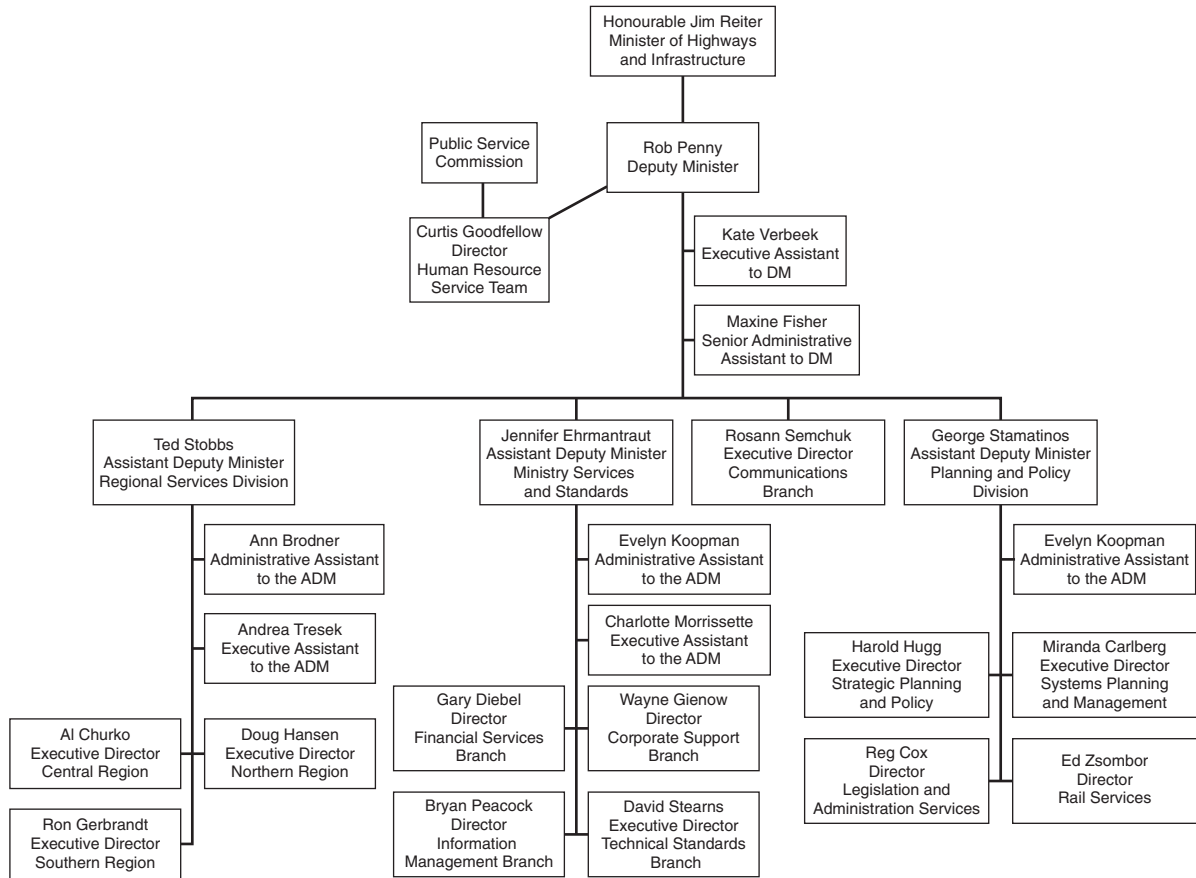 Honourable Jim Reiter
Minister of Highways
and Infrastructure
Public Service
Commission
Rob Penny
Deputy Minister
Curtis Goodfellow
Director
Human Resource
Service Team
Kate Verbeek
Executive Assistant
to DM
Maxine Fisher
Senior Administrative
Assistant to DM
Ted Stobbs
Assistant Deputy Minister
Regional Services Division
Jennifer Ehrmantraut
Assistant Deputy Minister
Ministry Services
and Standards
Rosann Semchuk
Executive Director
Communications
Branch
George Stamatinos
Assistant Deputy Minister
Planning and Policy
Division
Ann Brodner
Administrative Assistant
to the ADM
Evelyn Koopman
Administrative Assistant
to the ADM
Evelyn Koopman
Administrative Assistant
to the ADM
Andrea Tresek
Executive Assistant
to the ADM
Charlotte Morrissette
Executive Assistant
to the ADM
Harold Hugg
Executive Director
Strategic Planning
and Policy
Miranda Carlberg
Executive Director
Systems Planning
and Management
Al Churko
Executive Director
Central Region
Doug Hansen
Executive Director
Northern Region
Gary Diebel
Director
Financial Services
Branch
Wayne Gienow
Director
Corporate Support
Branch
Reg Cox
Director
Legislation and
Administration Services
Ed Zsombor
Director
Rail Services
Ron Gerbrandt
Executive Director
Southern Region
Bryan Peacock
Director
Information
Management Branch
David Stearns
Executive Director
Technical Standards
Branch